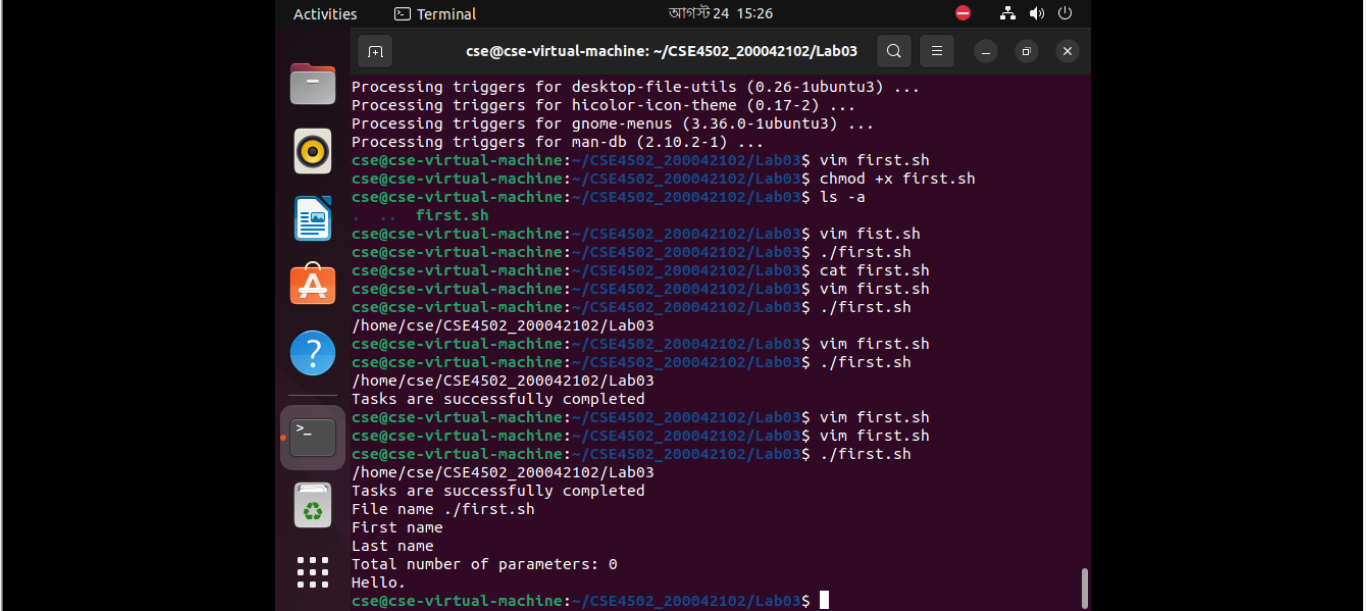 Activities Terminal আগস্ট 24 15:26
cse@cse-virtual-machine: ~/CSE4502_200042102/Lab03
Processing triggers for desktop-file-utils (0.26-1ubuntu3) ...
Processing triggers for hicolor-icon-theme (0.17-2) ...
Processing triggers for gnome-menus (3.36.0-1ubuntu3) ...
Processing triggers for man-db (2.10.2-1) ...
cse@cse-virtual-machine:~/CSE4502_200042102/Lab03$ vim first.sh
cse@cse-virtual-machine:~/CSE4502_200042102/Lab03$ chmod +x first.sh
cse@cse-virtual-machine:~/CSE4502_200042102/Lab03$ ls -a
. .. first.sh
cse@cse-virtual-machine:~/CSE4502_200042102/Lab03$ vim fist.sh
cse@cse-virtual-machine:~/CSE4502_200042102/Lab03$ ./first.sh
cse@cse-virtual-machine:~/CSE4502_200042102/Lab03$ cat first.sh
cse@cse-virtual-machine:~/CSE4502_200042102/Lab03$ vim first.sh
cse@cse-virtual-machine:~/CSE4502_200042102/Lab03$ ./first.sh
/home/cse/CSE4502_200042102/Lab03
cse@cse-virtual-machine:~/CSE4502_200042102/Lab03$ vim first.sh
cse@cse-virtual-machine:~/CSE4502_200042102/Lab03$ ./first.sh
/home/cse/CSE4502_200042102/Lab03
Tasks are successfully completed
cse@cse-virtual-machine:~/CSE4502_200042102/Lab03$ vim first.sh
cse@cse-virtual-machine:~/CSE4502_200042102/Lab03$ vim first.sh
cse@cse-virtual-machine:~/CSE4502_200042102/Lab03$ ./first.sh
/home/cse/CSE4502_200042102/Lab03
Tasks are successfully completed
File name ./first.sh
First name
Last name
Total number of parameters: 0
Hello.
cse@cse-virtual-machine:~/CSE4502_200042102/Lab03$